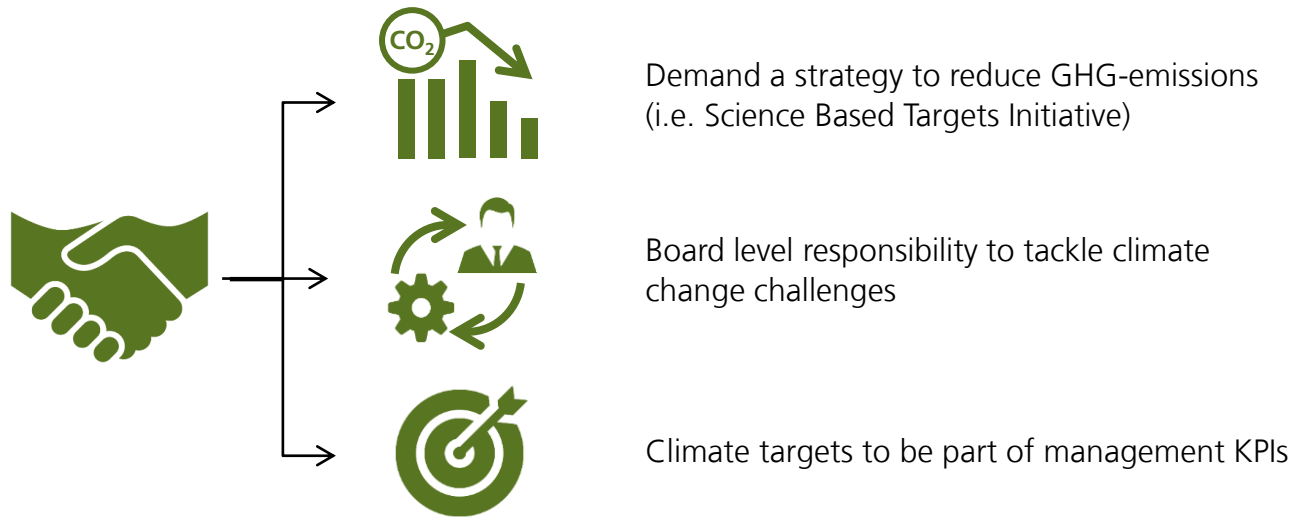 CO₂
Demand a strategy to reduce GHG-emissions
(i.e. Science Based Targets Initiative)
Board level responsibility to tackle climate
change challenges
Climate targets to be part of management KPIs